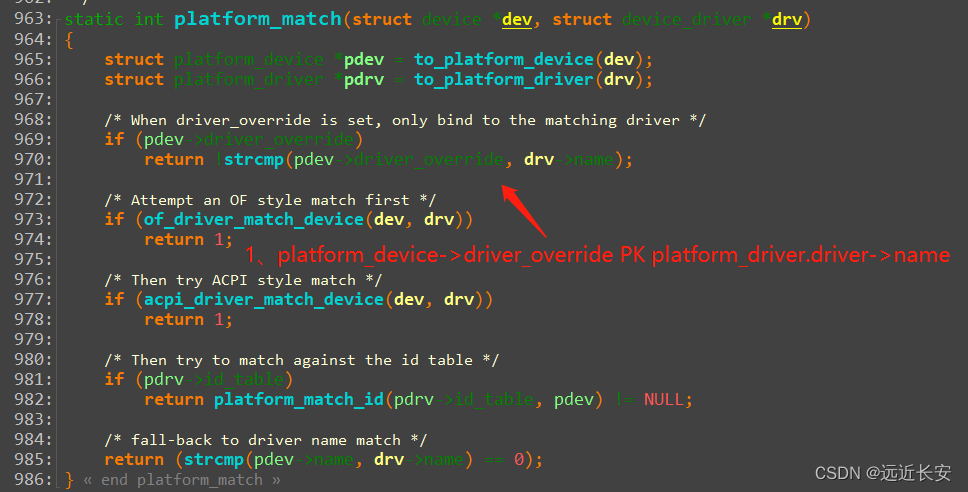 963: static int platform_match(struct device *dev, struct device_driver *drv)
964: {
965: struct platform_device *pdev = to_platform_device(dev);
966: struct platform_driver *pdrv = to_platform_driver(drv);
967:
968: /* When driver_override is set, only bind to the matching driver */
969: if (pdev->driver_override)
970: return !strcmp(pdev->driver_override, drv->name);
971:
972: /* Attempt an OF style match first */
973: if (of_driver_match_device(dev, drv))
974: return 1;
1、platform_device->driver_override PK platform_driver.driver->name
975:
976: /* Then try ACPI style match */
977: if (acpi_driver_match_device(dev, drv))
978: return 1;
979:
980: /* Then try to match against the id table */
981: if (pdrv->id_table)
982: return platform_match_id(pdrv->id_table, pdev) != NULL;
983:
984: /* fall-back to driver name match */
985: return (strcmp(pdev->name, drv->name) == 0);
986: } « end platform_match »
CSDN @远近长安